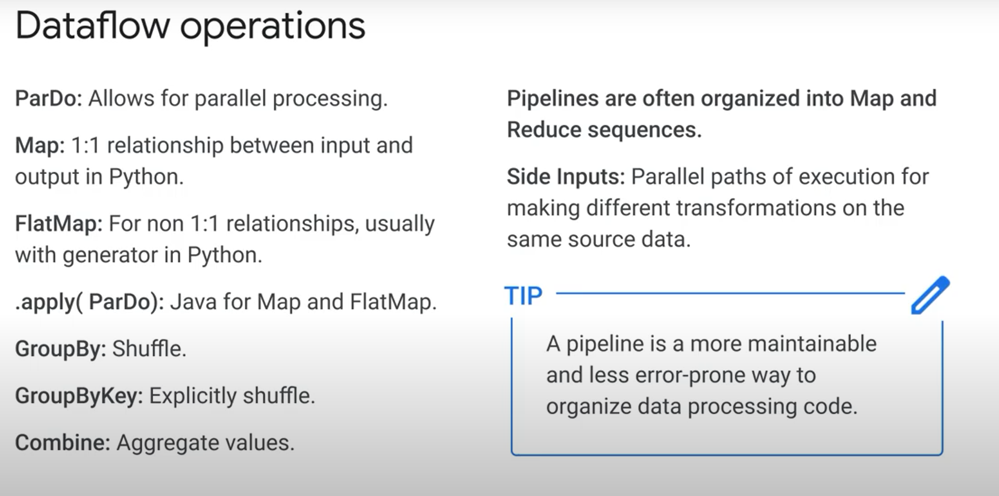 Dataflow operations
ParDo: Allows for parallel processing.
Map: 1:1 relationship between input and
output in Python.
FlatMap: For non 1:1 relationships, usually
with generator in Python.
.apply( ParDo): Java for Map and FlatMap.
GroupBy: Shuffle.
GroupByKey: Explicitly shuffle.
Combine: Aggregate values.
Pipelines are often organized into Map and
Reduce sequences.
Side Inputs: Parallel paths of execution for
making different transformations on the
same source data.
TIP
A pipeline is a more maintainable
and less error-prone way to
organize data processing code.